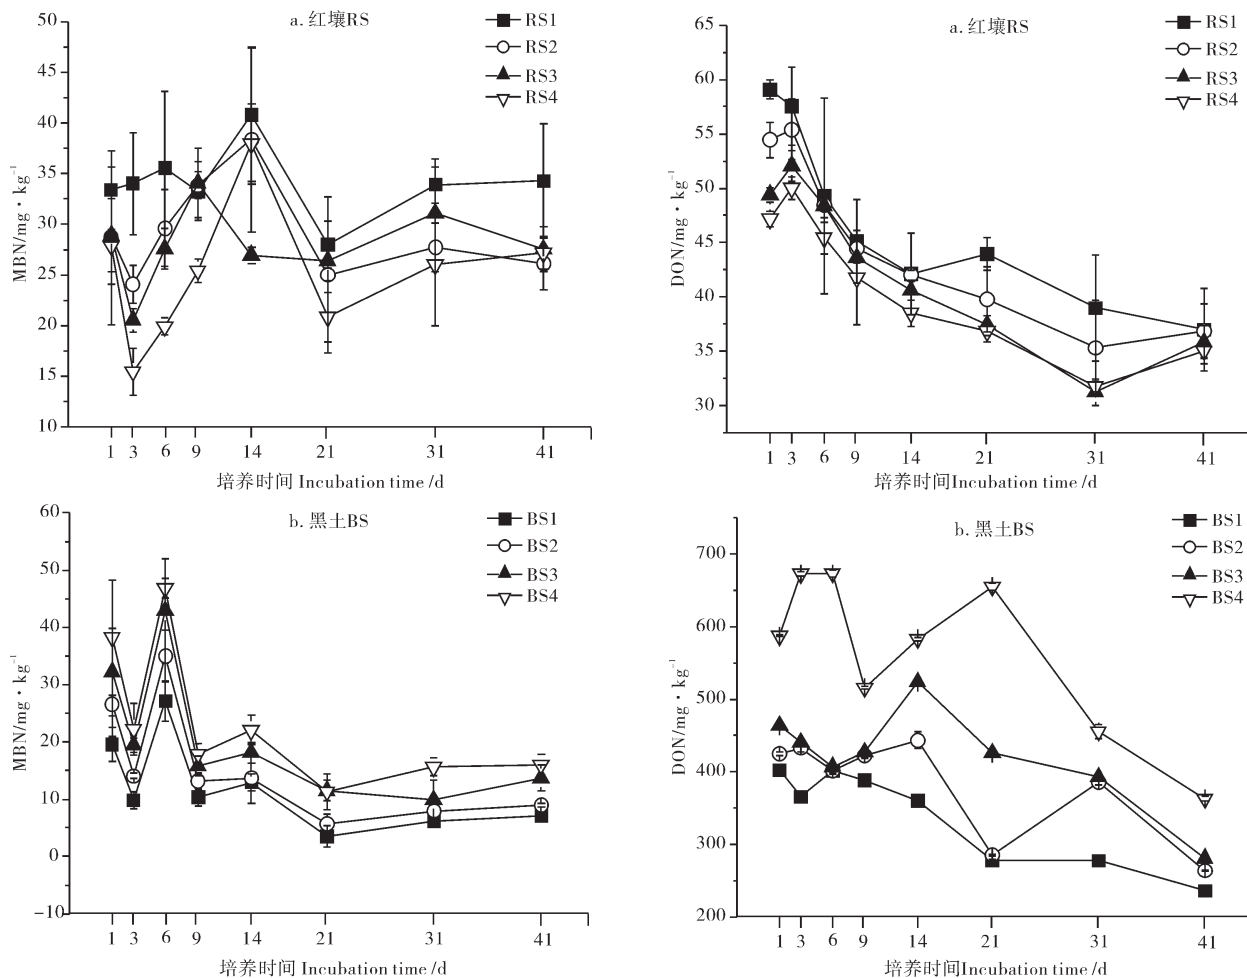 a. 红壤RS
RS1
RS2
RS3
RS4
MBN/mg·kg⁻¹
50
45
40
35
30
25
20
15
10
1 3 6 9 14 21 31 41
培养时间 Incubation time /d
a. 红壤RS
RS1
RS2
RS3
RS4
DON/mg·kg⁻¹
65
60
55
50
45
40
35
30
1 3 6 9 14 21 31 41
培养时间Incubation time /d
b. 黑土BS
BS1
BS2
BS3
BS4
MBN/mg·kg⁻¹
60
50
40
30
20
10
0
-10
1 3 6 9 14 21 31 41
培养时间 Incubation time /d
b. 黑土BS
BS1
BS2
BS3
BS4
DON/mg·kg⁻¹
700
600
500
400
300
200
1 3 6 9 14 21 31 41
培养时间Incubation time /d